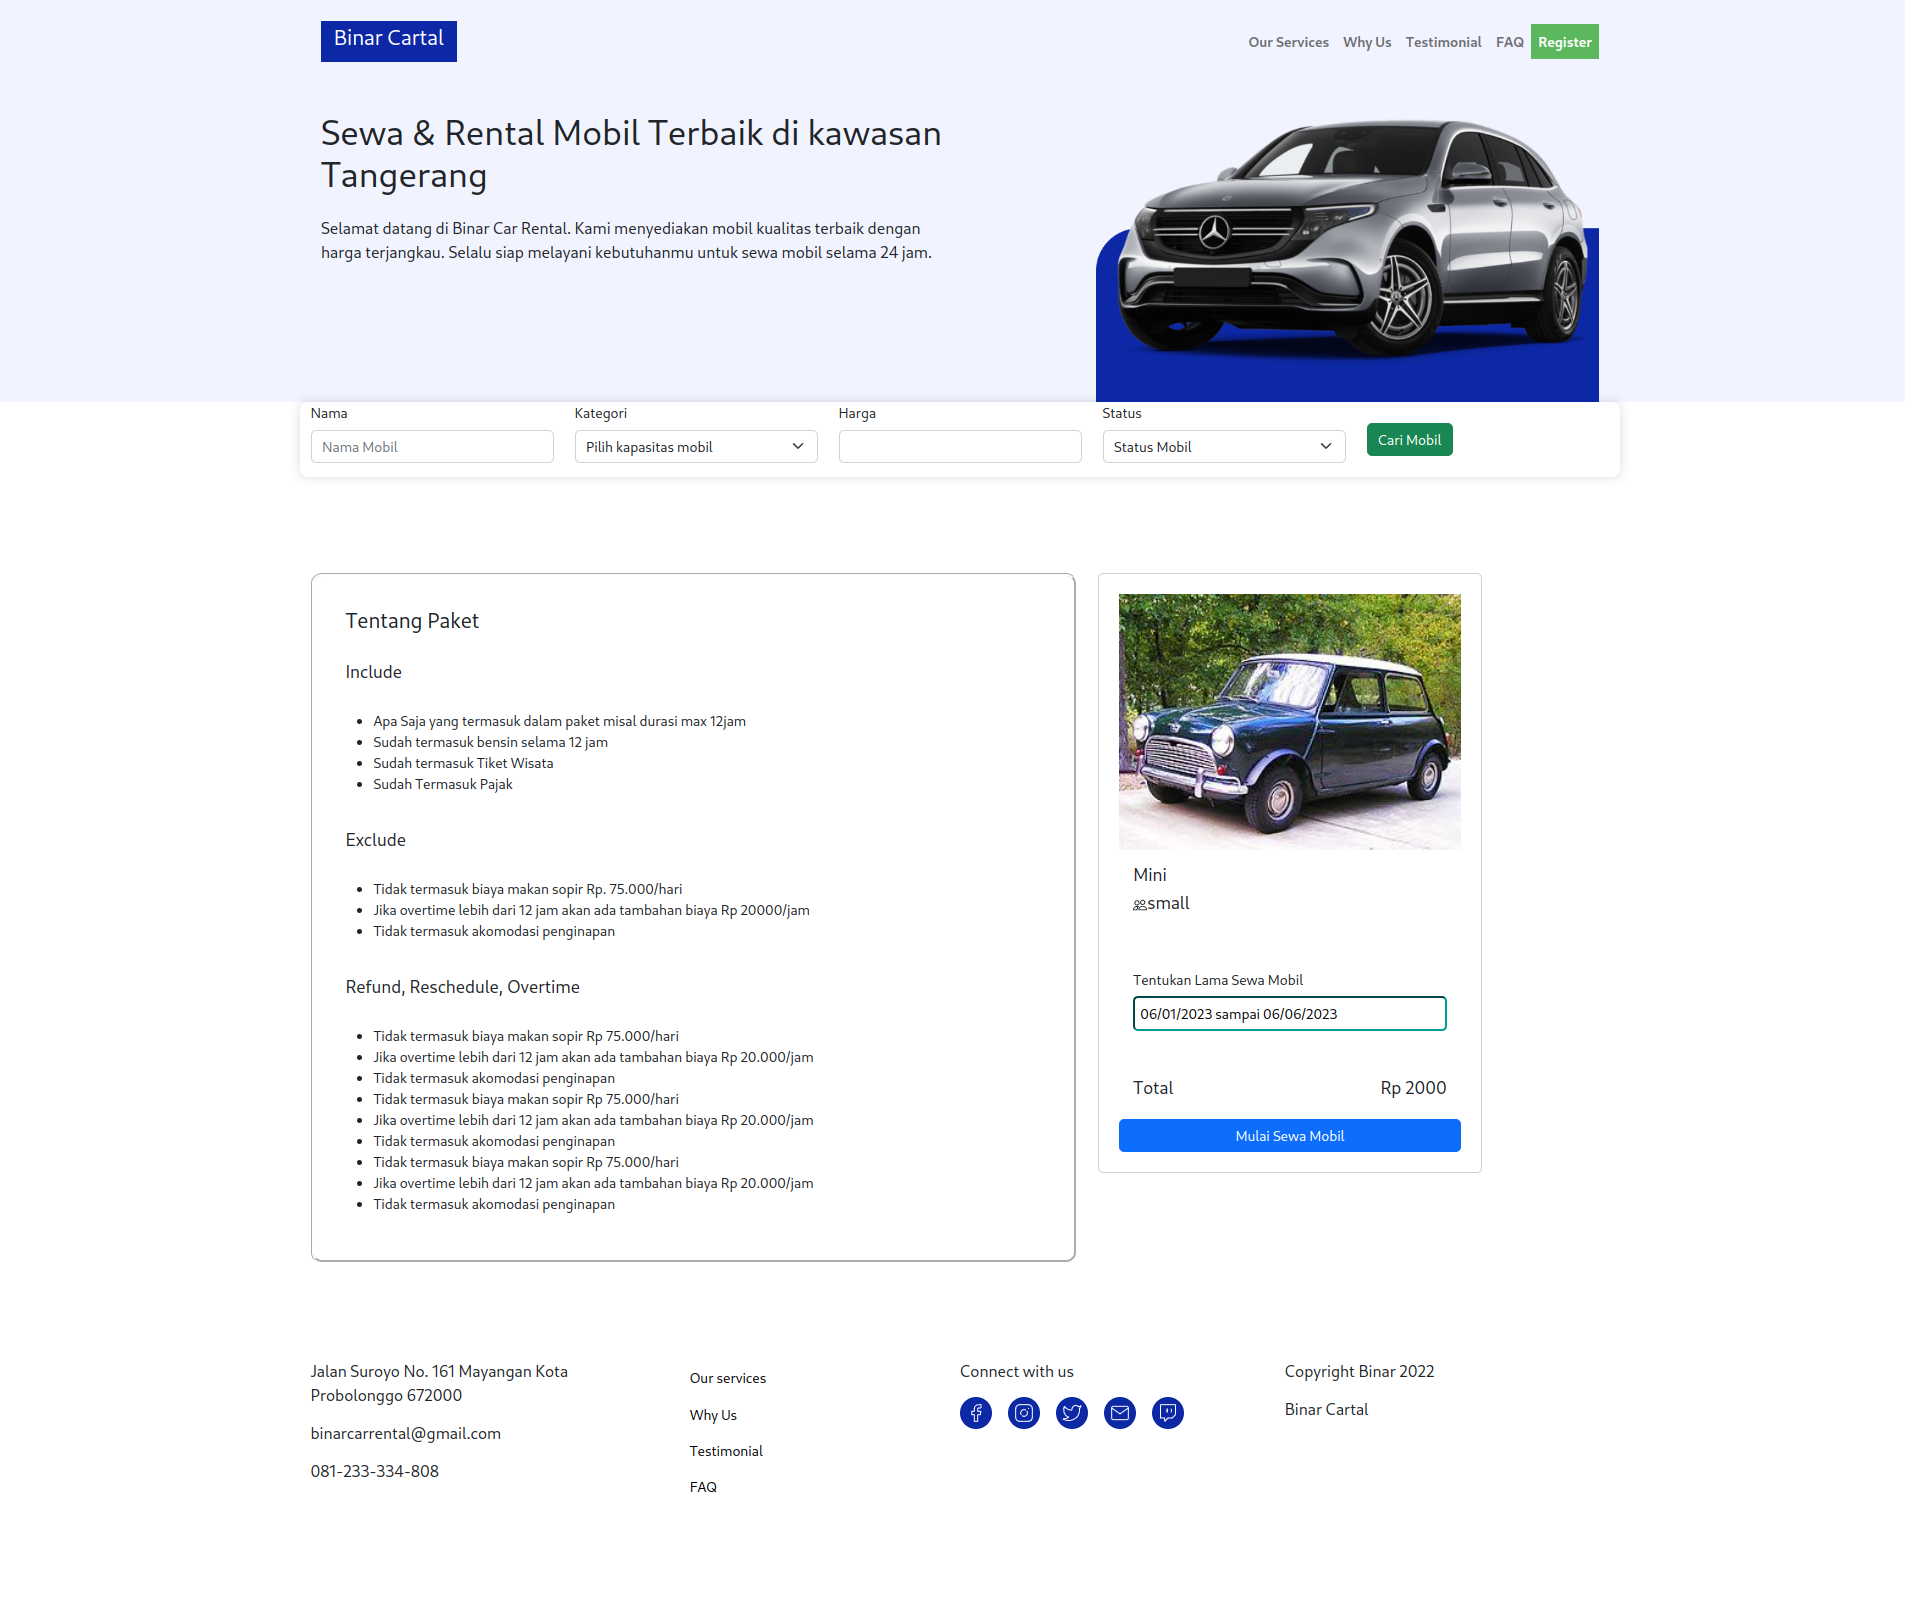 Binar Cartal
Our Services Why Us Testimonial FAQ Register
Sewa & Rental Mobil Terbaik di kawasan
Tangerang
Selamat datang di Binar Car Rental. Kami menyediakan mobil kualitas terbaik dengan
harga terjangkau. Selalu siap melayani kebutuhanmu untuk sewa mobil selama 24 jam.
Nama Kategori Harga Status
Nama Mobil Pilih kapasitas mobil Status Mobil Cari Mobil
Tentang Paket
Include
Apa Saja yang termasuk dalam paket misal durasi max 12jam
Sudah termasuk bensin selama 12 jam
Sudah termasuk Tiket Wisata
Sudah Termasuk Pajak
Exclude
Tidak termasuk biaya makan sopir Rp. 75.000/hari
Jika overtime lebih dari 12 jam akan ada tambahan biaya Rp 20000/jam
Tidak termasuk akomodasi penginapan
Refund, Reschedule, Overtime
Tidak termasuk biaya makan sopir Rp 75.000/hari
Jika overtime lebih dari 12 jam akan ada tambahan biaya Rp 20.000/jam
Tidak termasuk akomodasi penginapan
Tidak termasuk biaya makan sopir Rp 75.000/hari
Jika overtime lebih dari 12 jam akan ada tambahan biaya Rp 20.000/jam
Tidak termasuk akomodasi penginapan
Tidak termasuk biaya makan sopir Rp 75.000/hari
Jika overtime lebih dari 12 jam akan ada tambahan biaya Rp 20.000/jam
Tidak termasuk akomodasi penginapan
Mini
small
Tentukan Lama Sewa Mobil
06/01/2023 sampai 06/06/2023
Total Rp 2000
Mulai Sewa Mobil
Jalan Suroyo No. 161 Mayangan Kota
Probolonggo 672000
binarcarrental@gmail.com
081-233-334-808
Our services
Why Us
Testimonial
FAQ
Connect with us
Copyright Binar 2022
Binar Cartal